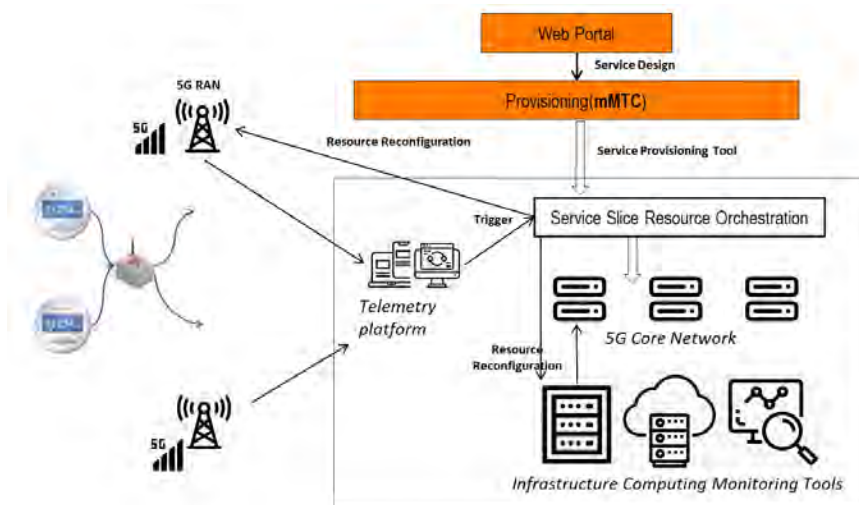 Web Portal
Service Design
5G RAN
Provisioning(mMTC)
5G
Resource Reconfiguration
Service Provisioning Tool
Service Slice Resource Orchestration
Trigger
Telemetry
platform
5G Core Network
Resource
Reconfiguration
5G
Infrastructure Computing Monitoring Tools